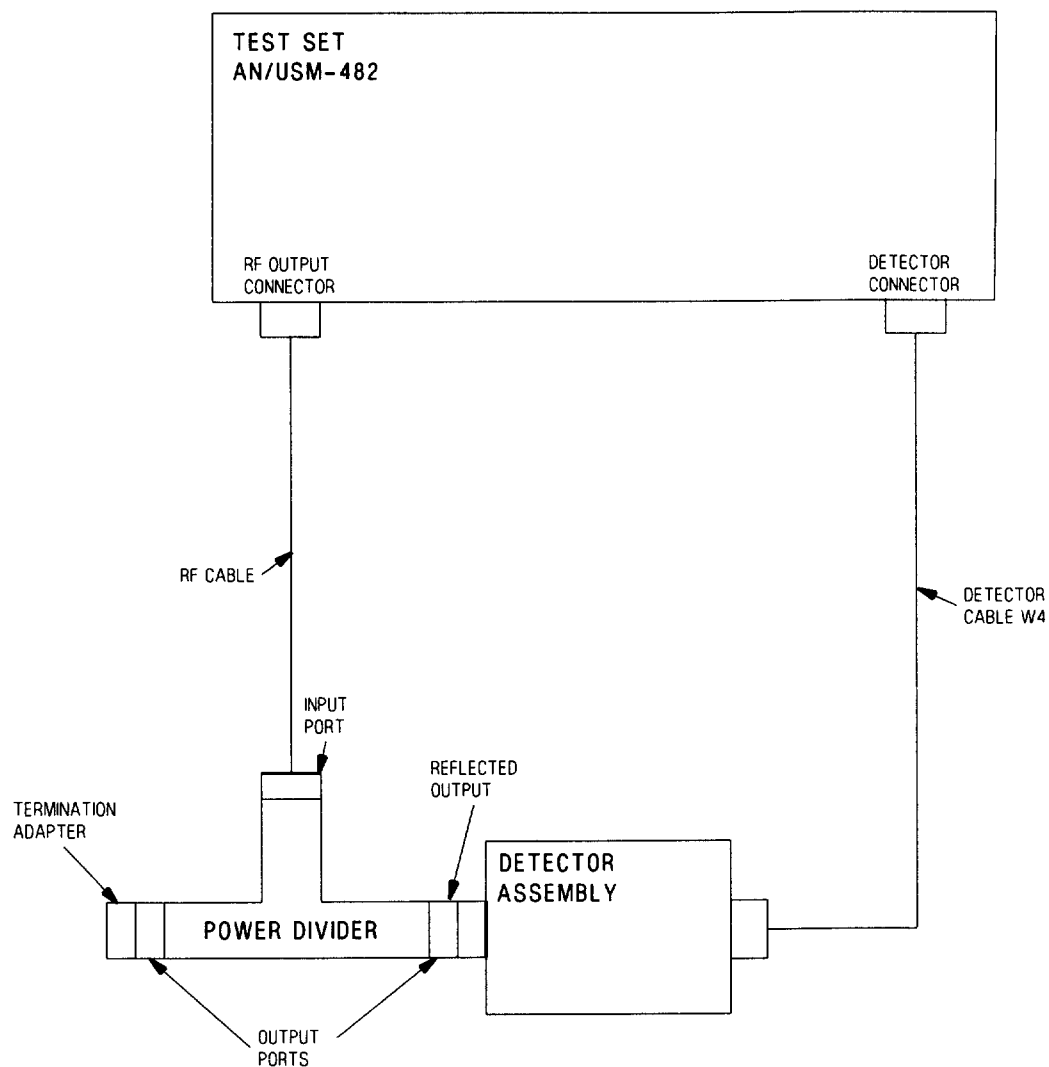 TEST SET
AN/USM-482
RF OUTPUT
CONNECTOR
DETECTOR
CONNECTOR
RF CABLE
DETECTOR
CABLE W4
INPUT
PORT
REFLECTED
OUTPUT
TERMINATION
ADAPTER
DETECTOR
ASSEMBLY
POWER DIVIDER
OUTPUT
PORTS